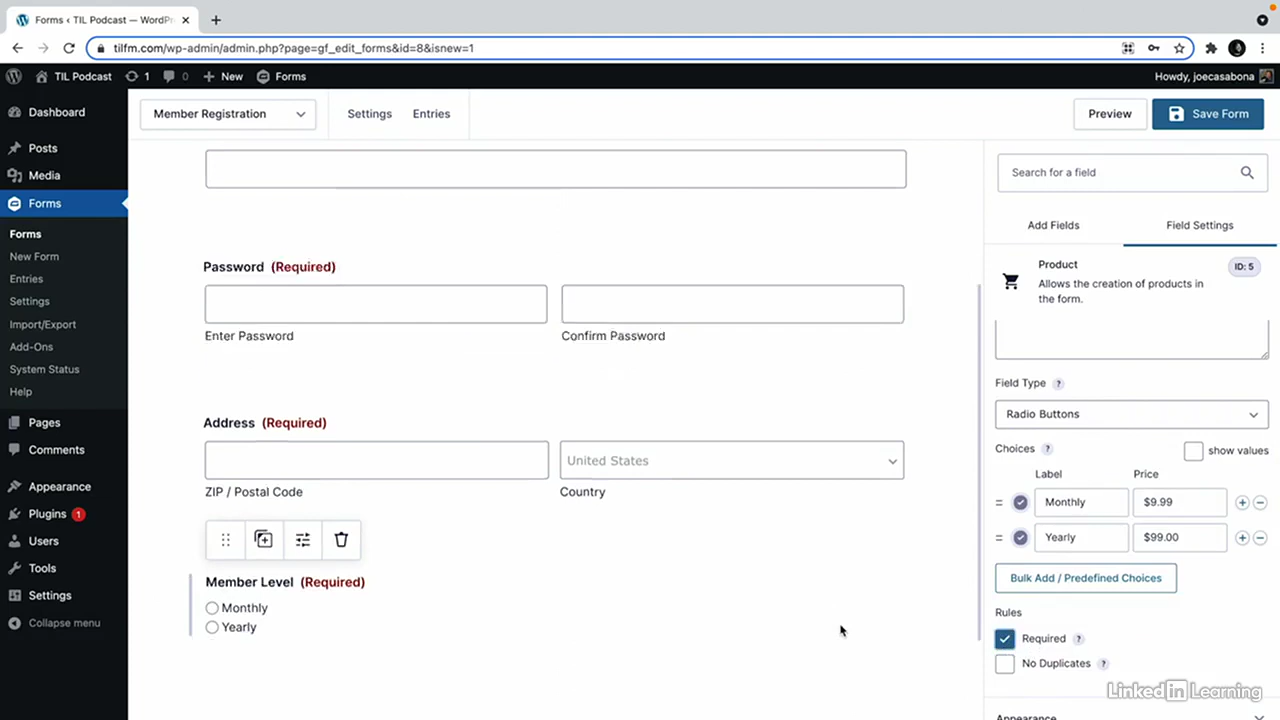 Forms ‹ TIL Podcast — WordPr
tilfm.com/wp-admin/admin.php?page=gf_edit_forms&id=8&isnew=1
TIL Podcast
1
0
New
Forms
Howdy, joecasabona
Dashboard
Posts
Media
Forms
Forms
New Form
Entries
Settings
Import/Export
Add-Ons
System Status
Help
Pages
Comments
Appearance
Plugins 1
Users
Tools
Settings
Collapse menu
Member Registration
Settings
Entries
Preview
Save Form
Password (Required)
Enter Password
Confirm Password
Address (Required)
United States
ZIP / Postal Code
Country
Member Level (Required)
Monthly
Yearly
Search for a field
Add Fields
Field Settings
Product
ID: 5
Allows the creation of products in
the form.
Field Type ?
Radio Buttons
Choices ?
show values
Label Price
Monthly $9.99
Yearly $99.00
Bulk Add / Predefined Choices
Rules
Required ?
No Duplicates ?
Appearance
Linked in Learning